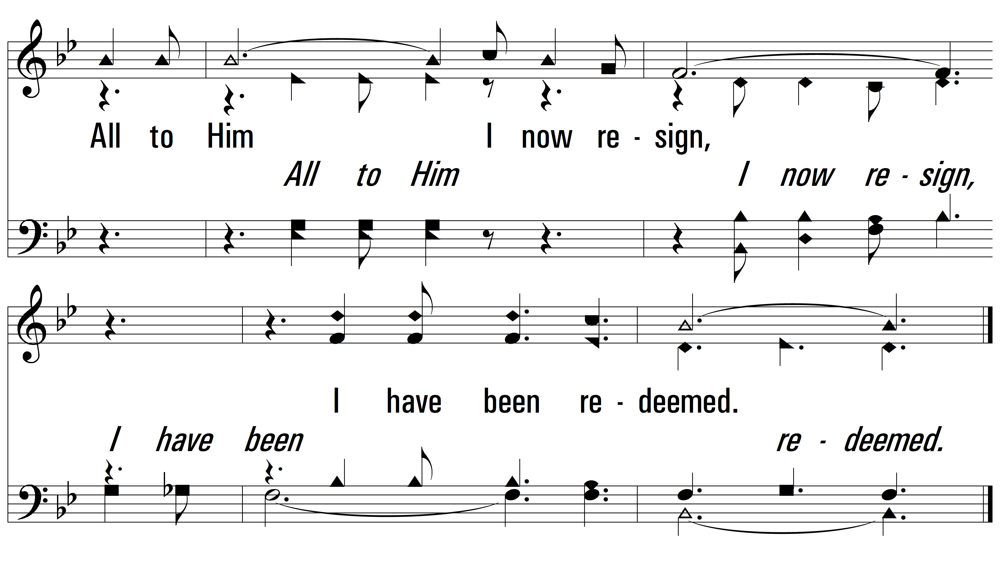 All to Him I now re - sign,
All to Him I now re - sign,
I have been re - deemed.
I have been re - deemed.